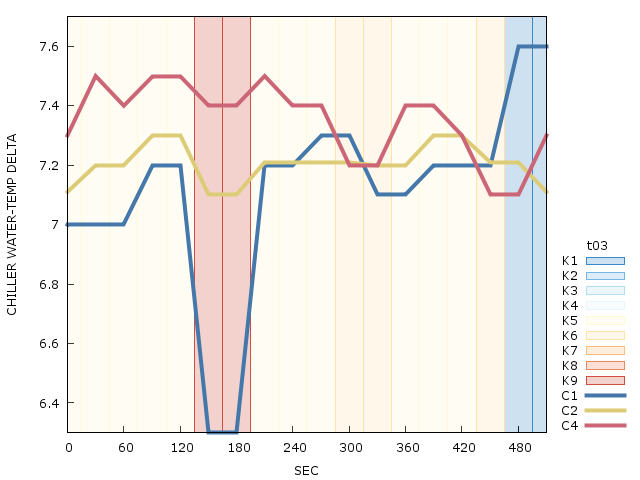 7.6
7.4
7.2
7
6.8
6.6
6.4
CHILLER WATER-TEMP DELTA
0 60 120 180 240 300 360 420 480
SEC
t03
K1
K2
K3
K4
K5
K6
K7
K8
K9
C1
C2
C4